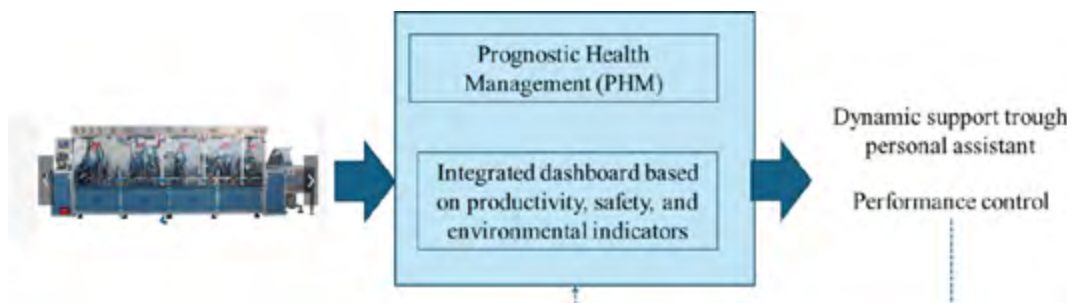 Prognostic Health
Management (PHM)
Integrated dashboard based
on productivity, safety, and
environmental indicators
Dynamic support trough
personal assistant
Performance control